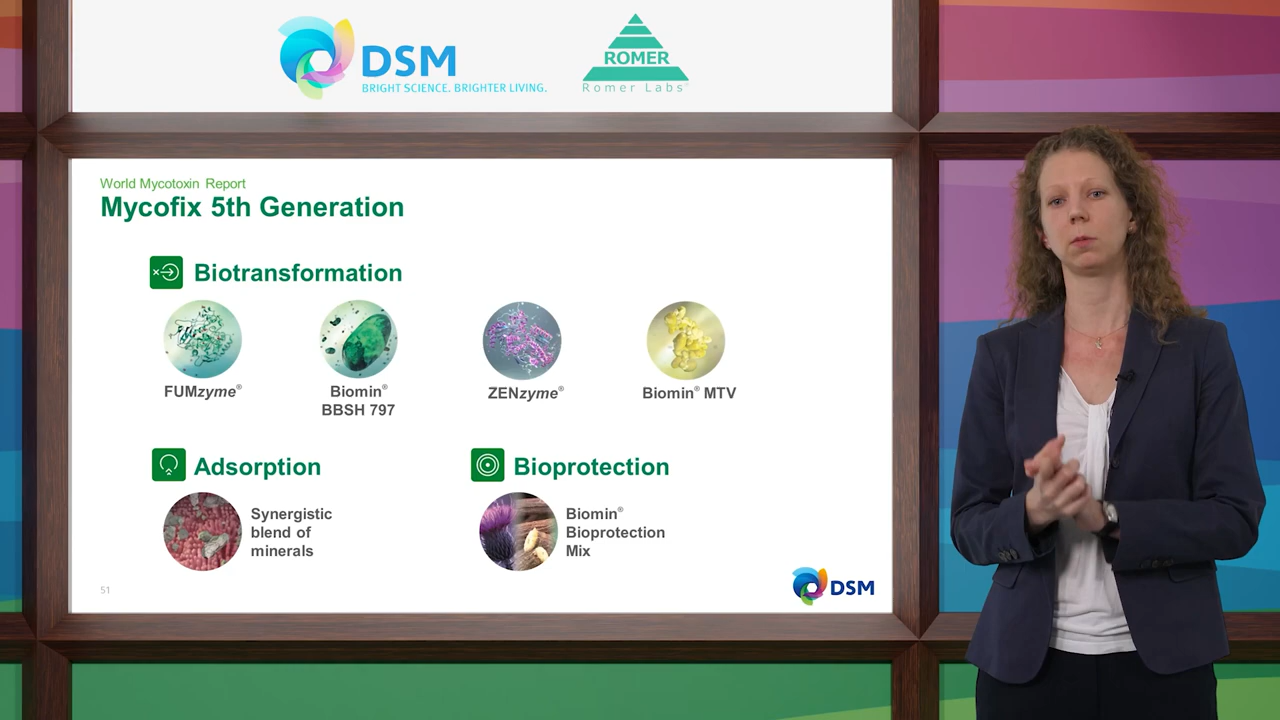 DSM
BRIGHT SCIENCE. BRIGHTER LIVING.
ROMER
Romer Labs®
World Mycotoxin Report
Mycofix 5th Generation
Biotransformation
FUMzyme®
Biomin®
BBSH 797
ZENzyme®
Biomin® MTV
Adsorption
Synergistic
blend of
minerals
Bioprotection
Biomin®
Bioprotection
Mix
51
DSM